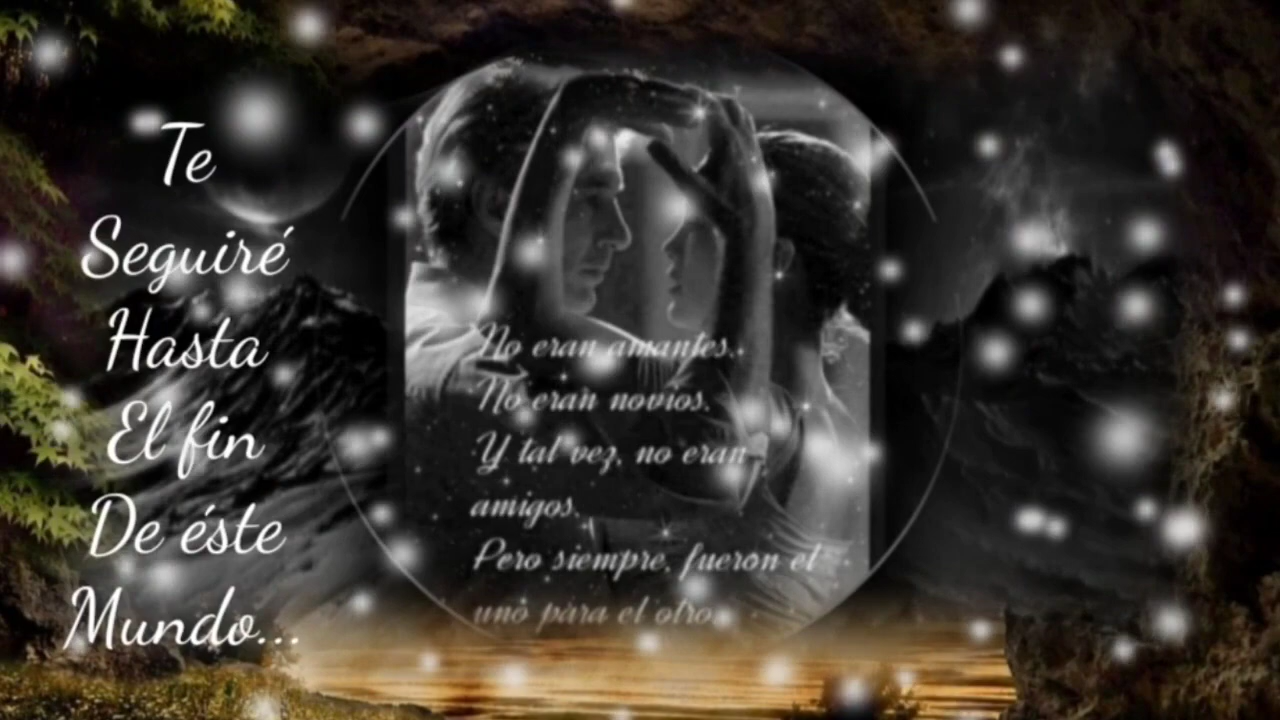 Te
Seguiré
Hasta
El fin
De éste
Mundo...
No eran amantes.
No eran novios.
Y tal vez, no eran
amigos.
Pero siempre, fueron el
uno para el otro.